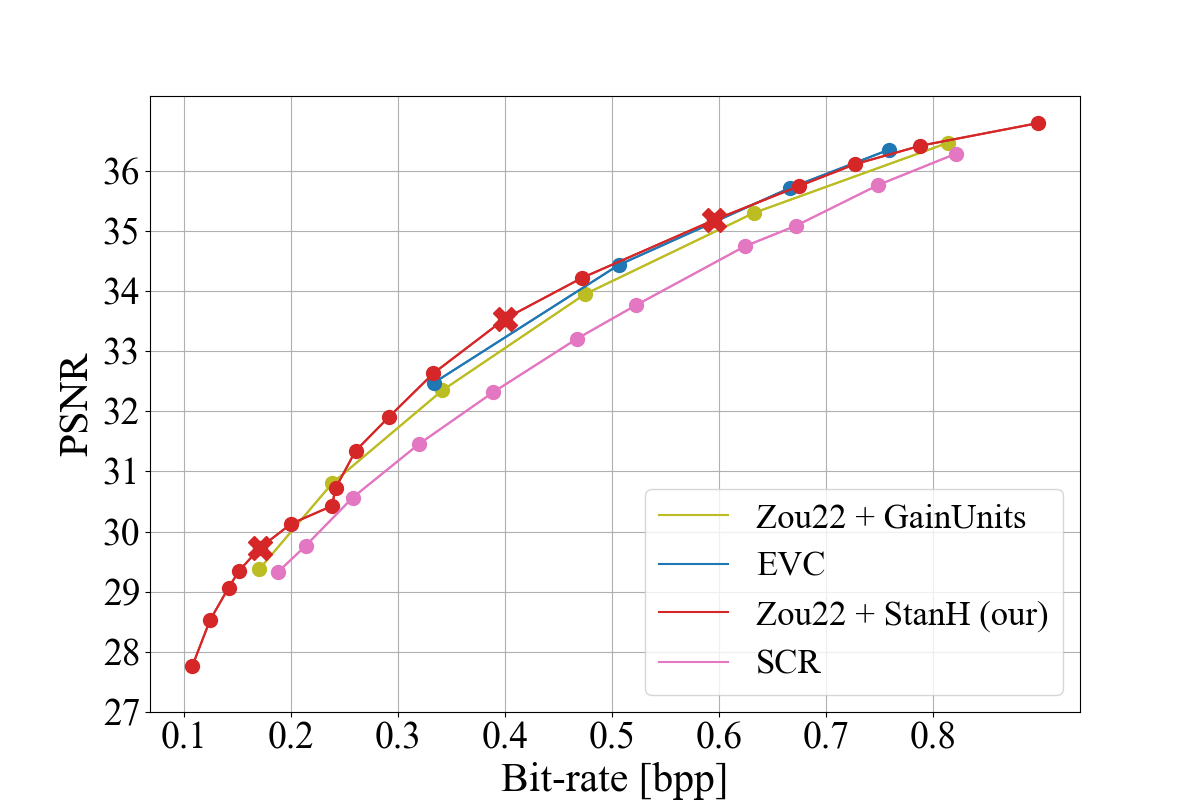 36
35
34
33
32
31
30
29
28
27
PSNR
0.1 0.2 0.3 0.4 0.5 0.6 0.7 0.8
Bit-rate [bpp]
Zou22 + GainUnits
EVC
Zou22 + StanH (our)
SCR